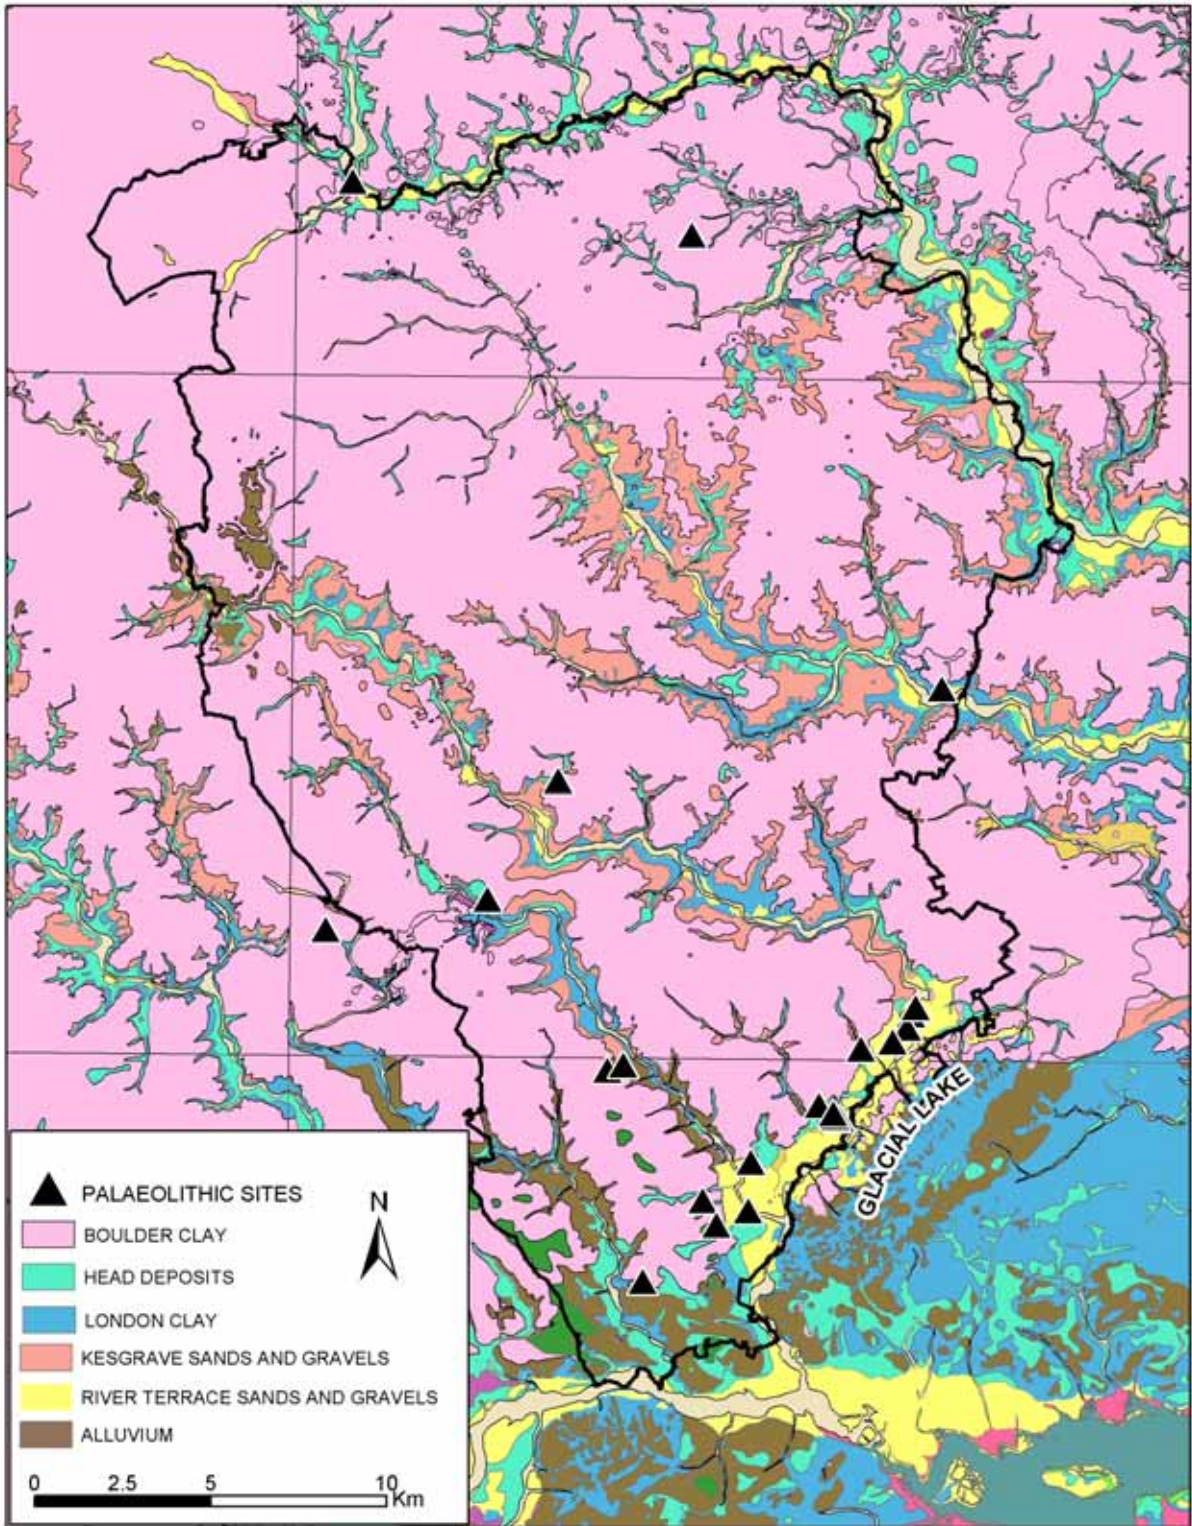 GLACIAL LAKE
PALAEOLITHIC SITES
N
BOULDER CLAY
HEAD DEPOSITS
LONDON CLAY
KESGRAVE SANDS AND GRAVELS
RIVER TERRACE SANDS AND GRAVELS
ALLUVIUM
0 2.5 5 10
Km